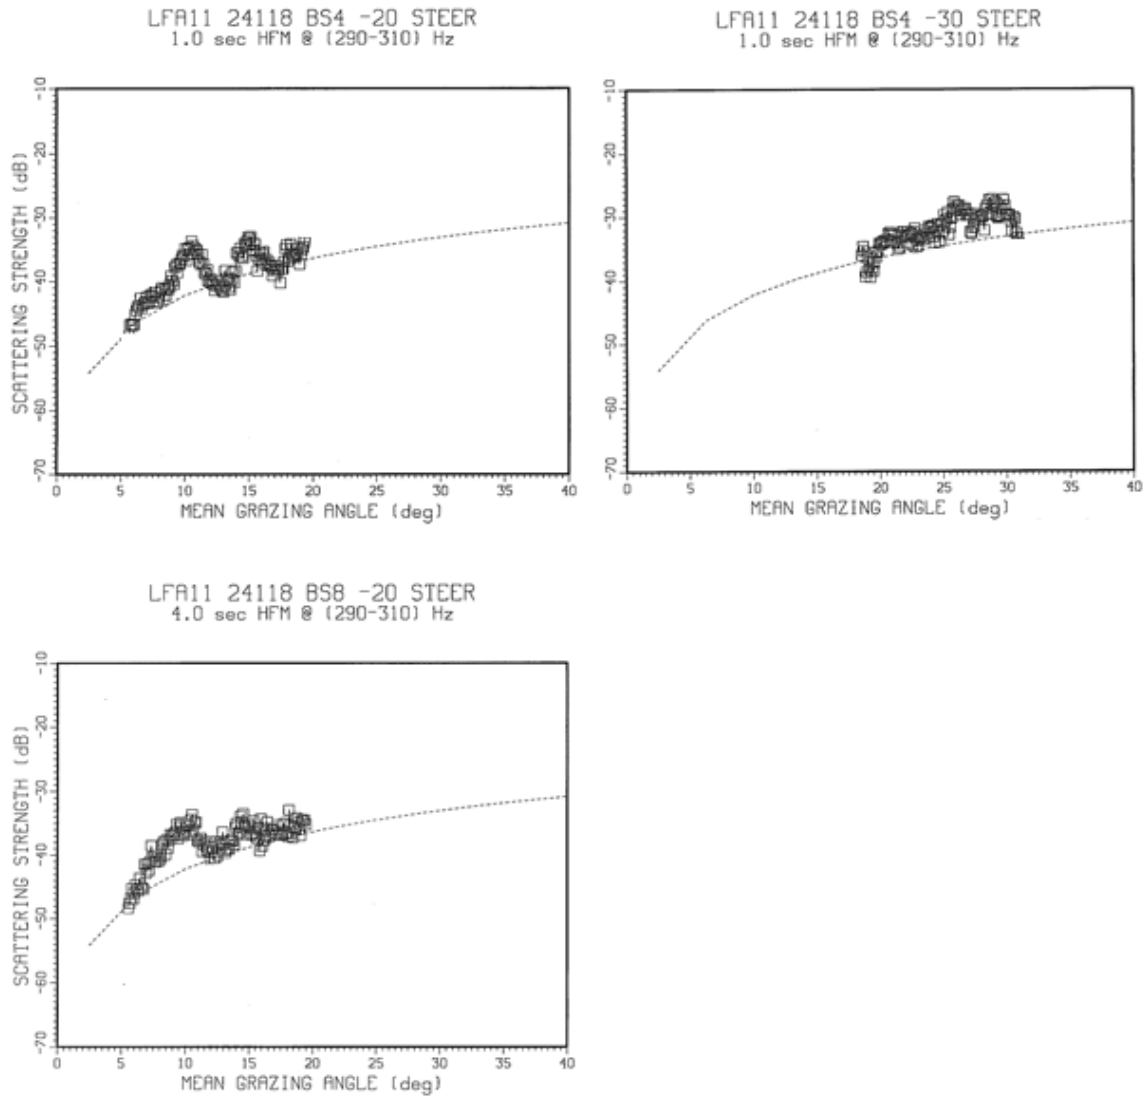 LFA11 24118 BS4 -20 STEER
1.0 sec HFM @ (290-310) Hz
SCATTERING STRENGTH (dB)
-10
-20
-30
-40
-50
-60
-70
0 5 10 15 20 25 30 35 40
MEAN GRAZING ANGLE (deg)
LFA11 24118 BS4 -30 STEER
1.0 sec HFM @ (290-310) Hz
-10
-20
-30
-40
-50
-60
-70
0 5 10 15 20 25 30 35 40
MEAN GRAZING ANGLE (deg)
LFA11 24118 BS8 -20 STEER
4.0 sec HFM @ (290-310) Hz
SCATTERING STRENGTH (dB)
-10
-20
-30
-40
-50
-60
-70
0 5 10 15 20 25 30 35 40
MEAN GRAZING ANGLE (deg)